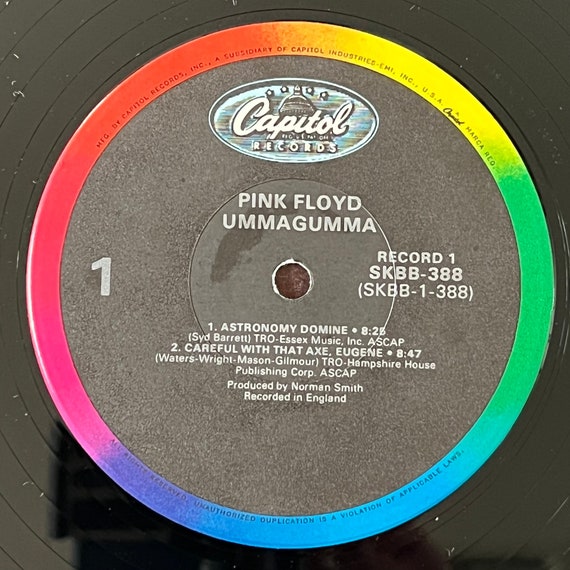 MFG. BY CAPITOL RECORDS, INC., A SUBSIDIARY OF CAPITOL INDUSTRIES-EMI, INC., U.S.A. Capitol MARCA REG.
Capitol
RECORDS
PINK FLOYD
UMMAGUMMA
1
RECORD 1
SKBB-388
(SKBB-1-388)
1. ASTRONOMY DOMINE • 8:25
(Syd Barrett) TRO-Essex Music, Inc. ASCAP
2. CAREFUL WITH THAT AXE, EUGENE • 8:47
(Waters-Wright-Mason-Gilmour) TRO-Hampshire House
Publishing Corp. ASCAP
Produced by Norman Smith
Recorded in England
RESERVED. UNAUTHORIZED DUPLICATION IS A VIOLATION OF APPLICABLE LAWS.